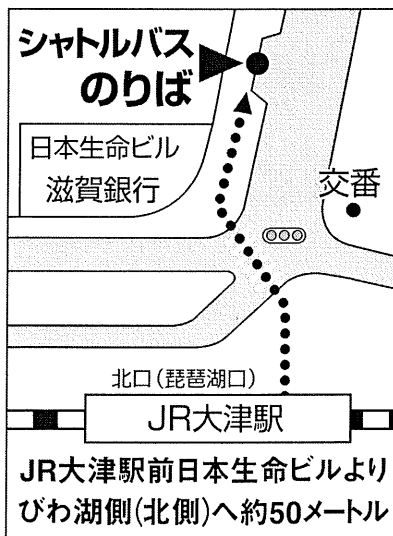 シャトルバス
のりば
日本生命ビル
滋賀銀行
交番
北口(琵琶湖口)
JR大津駅
JR大津駅前日本生命ビルより
びわ湖側(北側)へ約50メートル